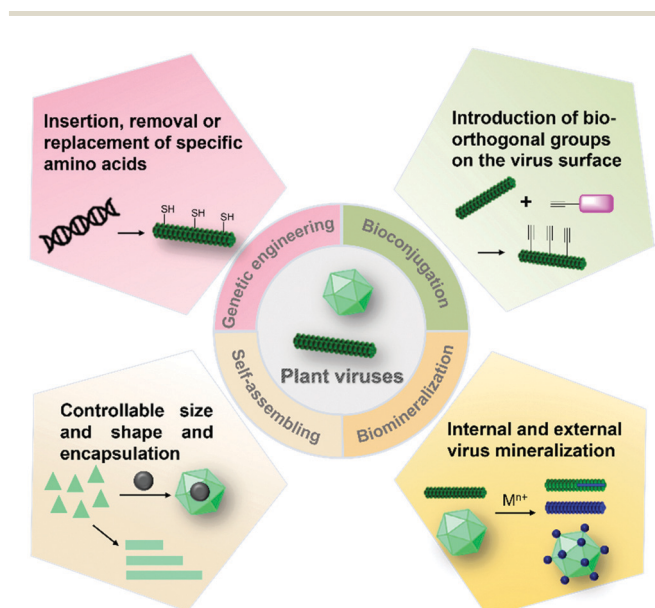 Insertion, removal or
replacement of specific
amino acids
SH
SH
SH
Introduction of bio-
orthogonal groups
on the virus surface
+
Genetic engineering
Bioconjugation
Self-assembling
Biomineralization
Plant viruses
Controllable size
and shape and
encapsulation
Internal and external
virus mineralization
Mⁿ⁺